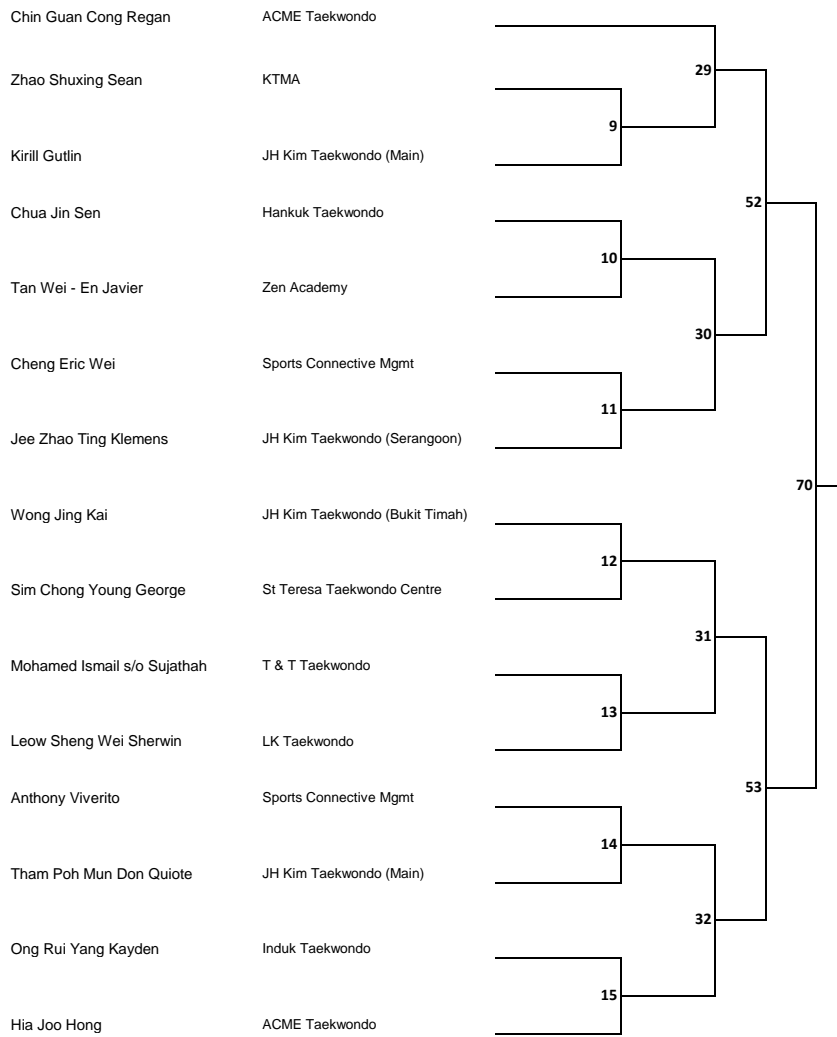 Chin Guan Cong Regan ACME Taekwondo
29
Zhao Shuxing Sean KTMA
9
Kirill Gutlin JH Kim Taekwondo (Main)
52
Chua Jin Sen Hankuk Taekwondo
10
Tan Wei - En Javier Zen Academy
30
Cheng Eric Wei Sports Connective Mgmt
11
Jee Zhao Ting Klemens JH Kim Taekwondo (Serangoon)
70
Wong Jing Kai JH Kim Taekwondo (Bukit Timah)
12
Sim Chong Young George St Teresa Taekwondo Centre
31
Mohamed Ismail s/o Sujathah T & T Taekwondo
13
Leow Sheng Wei Sherwin LK Taekwondo
53
Anthony Viverito Sports Connective Mgmt
14
Tham Poh Mun Don Quiote JH Kim Taekwondo (Main)
32
Ong Rui Yang Kayden Induk Taekwondo
15
Hia Joo Hong ACME Taekwondo